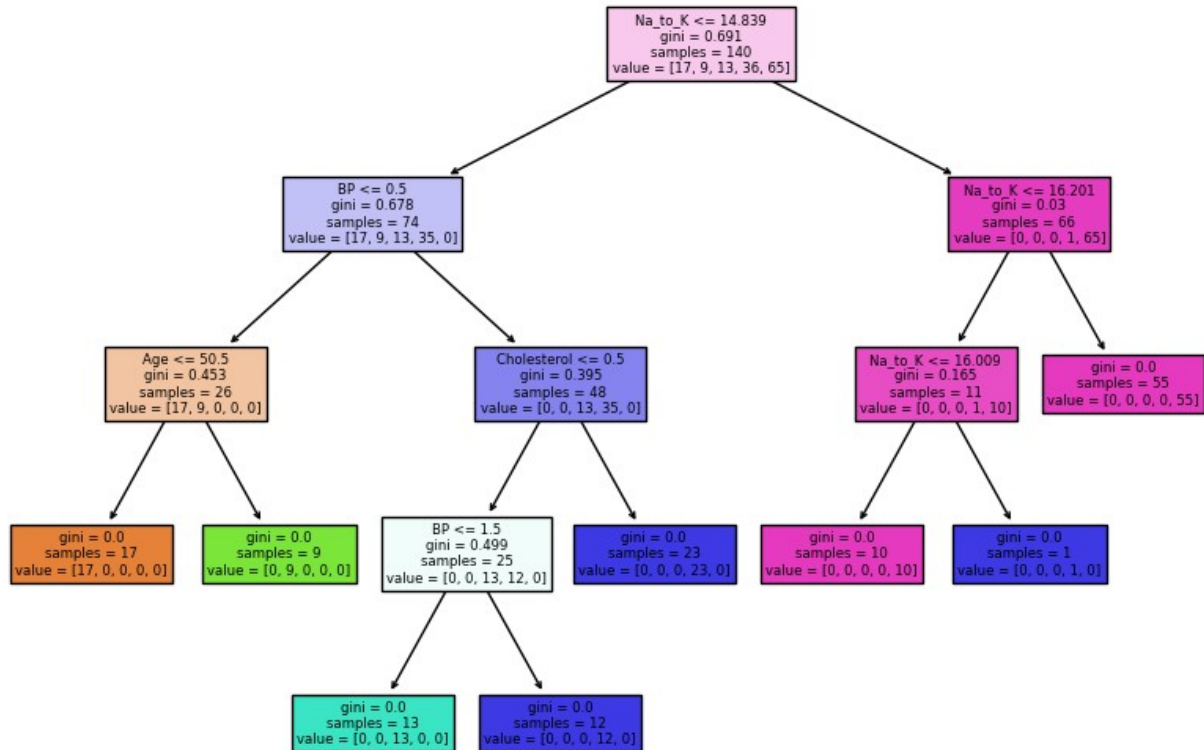 Na_to_K <= 14.839
gini = 0.691
samples = 140
value = [17, 9, 13, 36, 65]
BP <= 0.5
gini = 0.678
samples = 74
value = [17, 9, 13, 35, 0]
Na_to_K <= 16.201
gini = 0.03
samples = 66
value = [0, 0, 0, 1, 65]
Age <= 50.5
gini = 0.453
samples = 26
value = [17, 9, 0, 0, 0]
Cholesterol <= 0.5
gini = 0.395
samples = 48
value = [0, 0, 13, 35, 0]
Na_to_K <= 16.009
gini = 0.165
samples = 11
value = [0, 0, 0, 1, 10]
gini = 0.0
samples = 55
value = [0, 0, 0, 0, 55]
gini = 0.0
samples = 17
value = [17, 0, 0, 0, 0]
gini = 0.0
samples = 9
value = [0, 9, 0, 0, 0]
BP <= 1.5
gini = 0.499
samples = 25
value = [0, 0, 13, 12, 0]
gini = 0.0
samples = 23
value = [0, 0, 0, 23, 0]
gini = 0.0
samples = 10
value = [0, 0, 0, 0, 10]
gini = 0.0
samples = 1
value = [0, 0, 0, 1, 0]
gini = 0.0
samples = 13
value = [0, 0, 13, 0, 0]
gini = 0.0
samples = 12
value = [0, 0, 0, 12, 0]